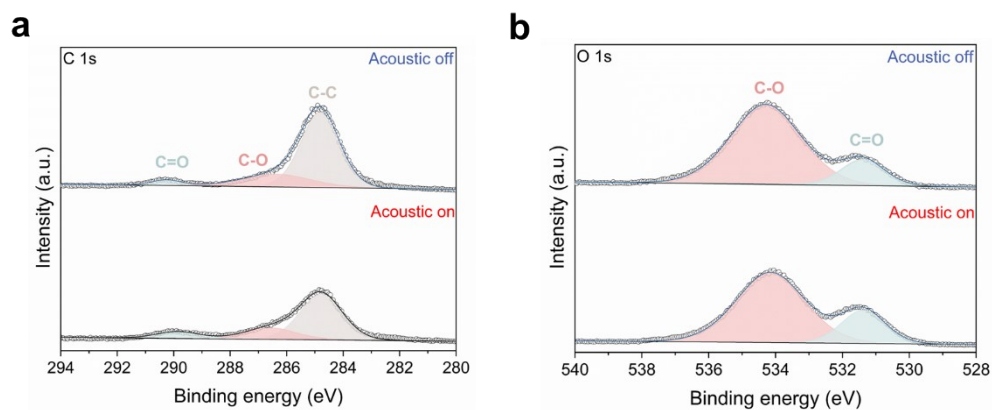 a
C 1s
Acoustic off
C-C
C=O
C-O
Acoustic on
Intensity (a.u.)
294 292 290 288 286 284 282 280
Binding energy (eV)
b
O 1s
Acoustic off
C-O
C=O
Acoustic on
Intensity (a.u.)
540 538 536 534 532 530 528
Binding energy (eV)